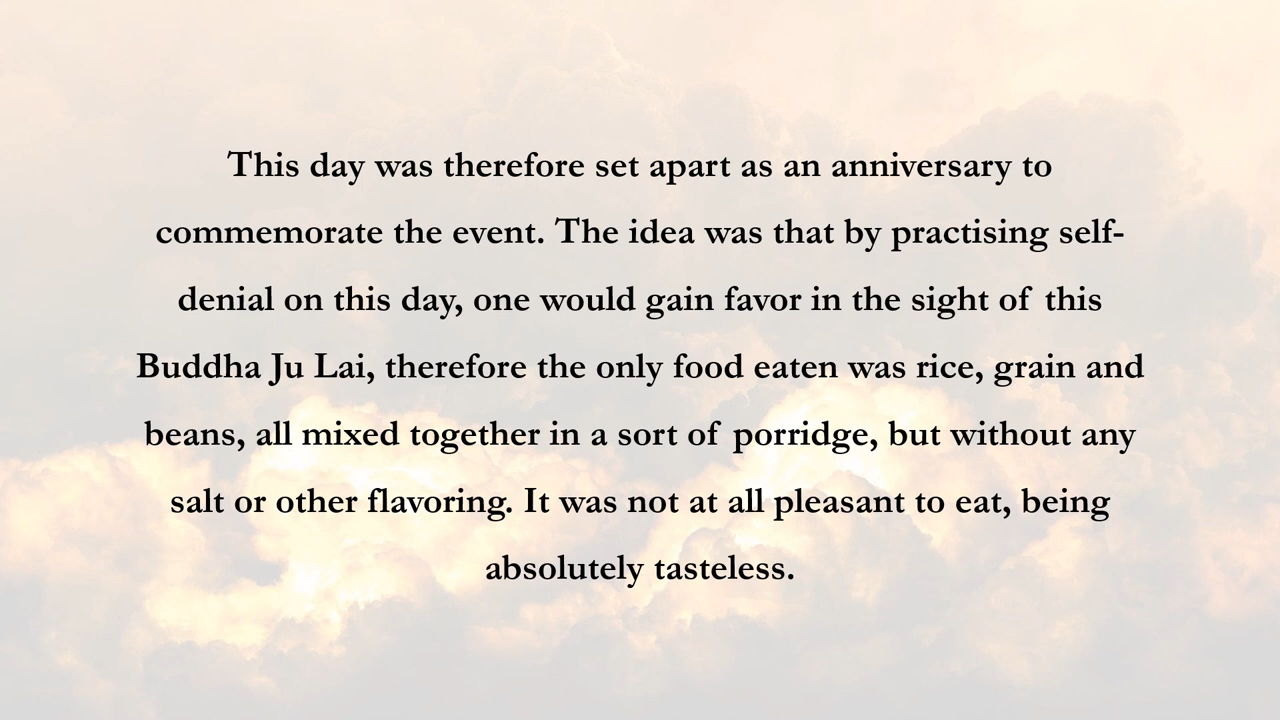 This day was therefore set apart as an anniversary to
commemorate the event. The idea was that by practising self-
denial on this day, one would gain favor in the sight of this
Buddha Ju Lai, therefore the only food eaten was rice, grain and
beans, all mixed together in a sort of porridge, but without any
salt or other flavoring. It was not at all pleasant to eat, being
absolutely tasteless.